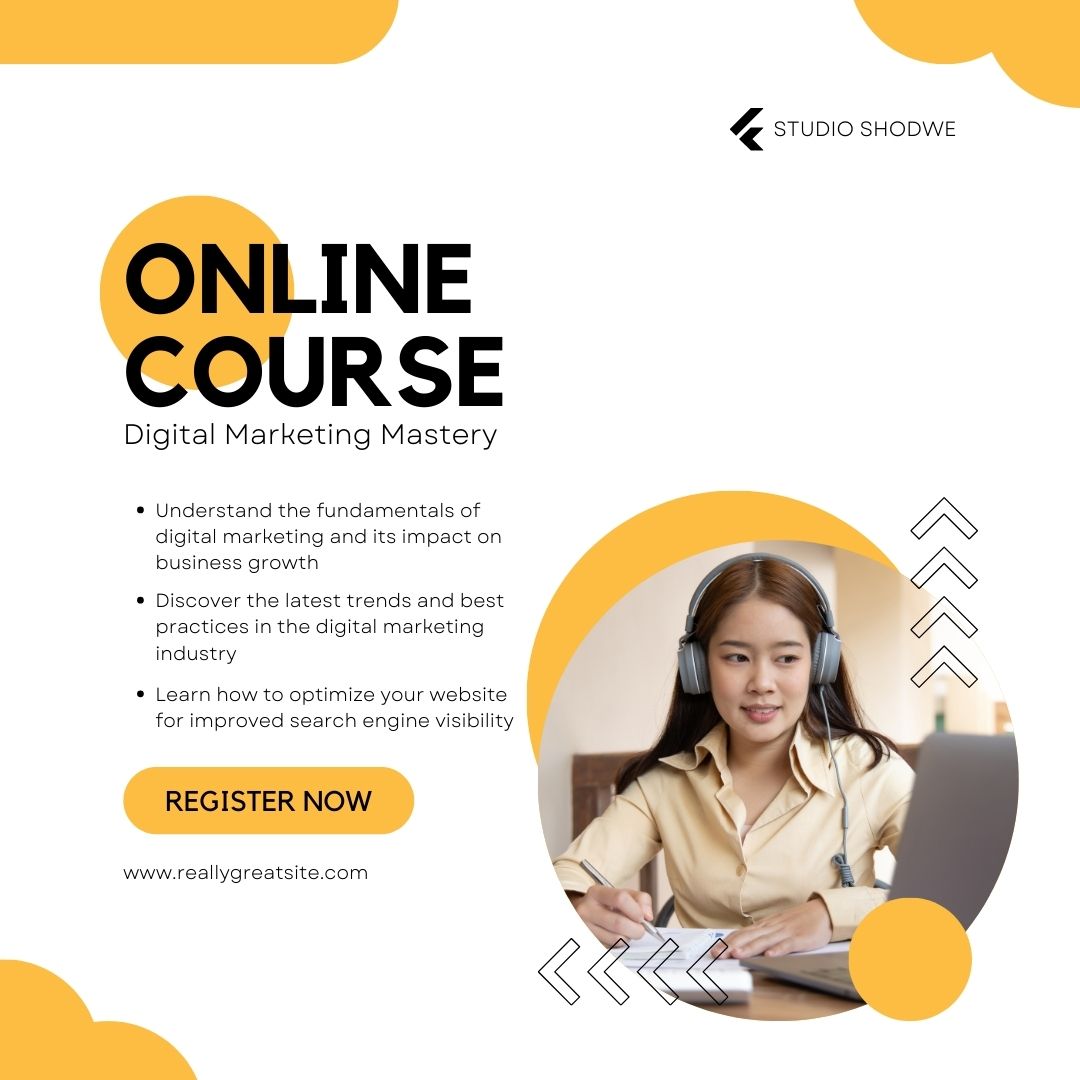 STUDIO SHODWE
ONLINE
COURSE
Digital Marketing Mastery
• Understand the fundamentals of
digital marketing and its impact on
business growth
• Discover the latest trends and best
practices in the digital marketing
industry
• Learn how to optimize your website
for improved search engine visibility
REGISTER NOW
www.reallygreatsite.com